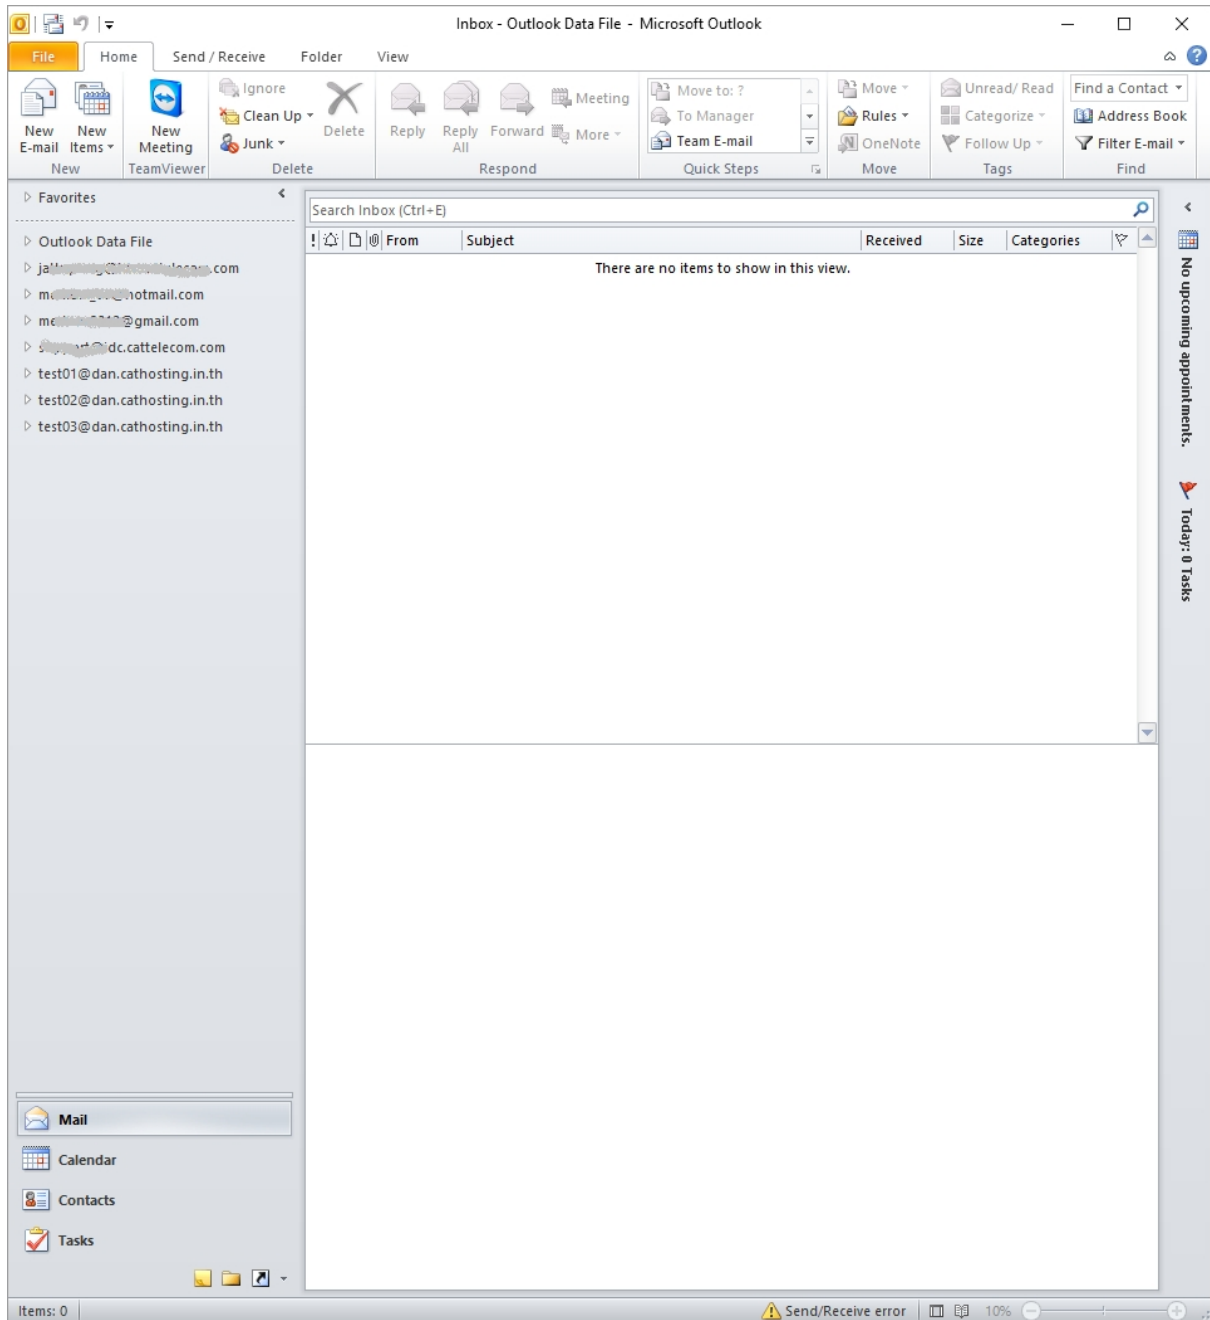 Inbox - Outlook Data File - Microsoft Outlook
File Home Send / Receive Folder View
New E-mail
New Items
New
New Meeting
TeamViewer
Ignore
Clean Up
Junk
Delete
Delete
Reply
Reply All
Forward
Meeting
More
Respond
Move to: ?
To Manager
Team E-mail
Quick Steps
Move
Rules
OneNote
Move
Unread/ Read
Categorize
Follow Up
Tags
Find a Contact
Address Book
Filter E-mail
Find
Favorites
Outlook Data File
.com
hotmail.com
@gmail.com
idc.cattelecom.com
test01@dan.cathosting.in.th
test02@dan.cathosting.in.th
test03@dan.cathosting.in.th
Search Inbox (Ctrl+E)
! From Subject Received Size Categories
There are no items to show in this view.
No upcoming appointments.
Today: 0 Tasks
Mail
Calendar
Contacts
Tasks
Items: 0 Send/Receive error 10%